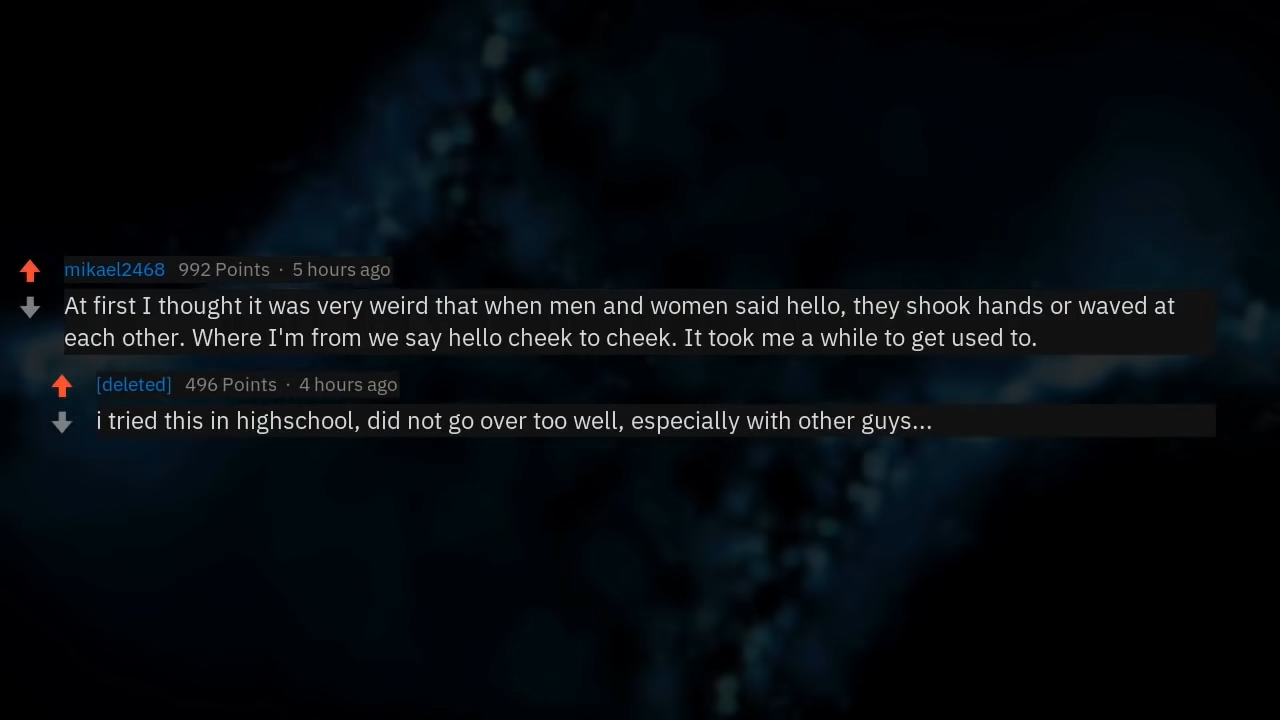 mikael2468 992 Points · 5 hours ago
At first I thought it was very weird that when men and women said hello, they shook hands or waved at
each other. Where I'm from we say hello cheek to cheek. It took me a while to get used to.
[deleted] 496 Points · 4 hours ago
i tried this in highschool, did not go over too well, especially with other guys...